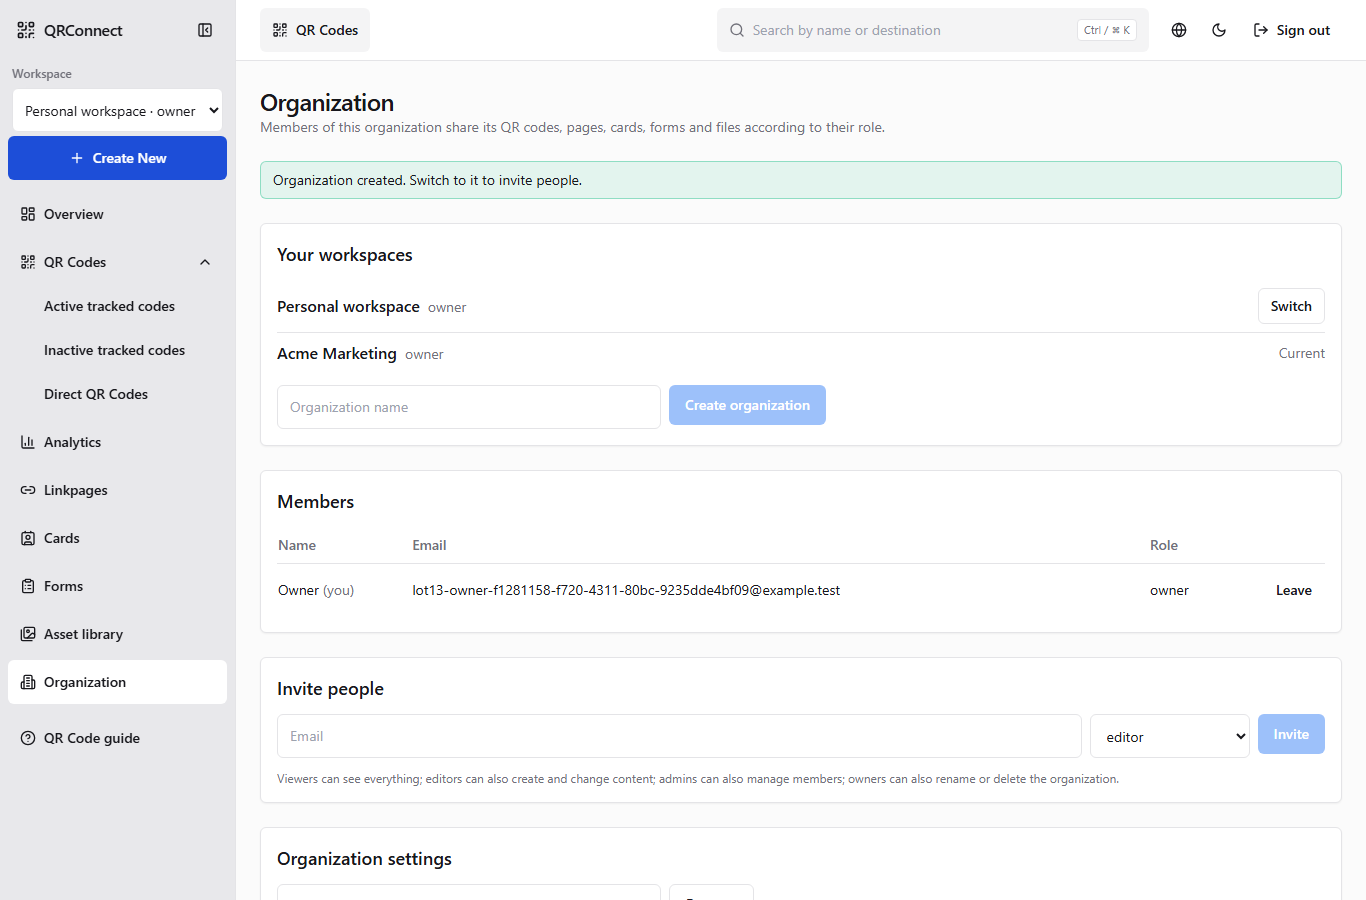 QRConnect
Workspace
Personal workspace · owner
Create New
Overview
QR Codes
Active tracked codes
Inactive tracked codes
Direct QR Codes
Analytics
Linkpages
Cards
Forms
Asset library
Organization
QR Code guide
QR Codes
Search by name or destination
Ctrl / ⌘ K
Sign out
Organization
Members of this organization share its QR codes, pages, cards, forms and files according to their role.
Organization created. Switch to it to invite people.
Your workspaces
Personal workspace owner
Switch
Acme Marketing owner
Current
Organization name
Create organization
Members
Name Email Role
Owner (you) lot13-owner-f1281158-f720-4311-80bc-9235dde4bf09@example.test owner Leave
Invite people
Email
editor
Invite
Viewers can see everything; editors can also create and change content; admins can also manage members; owners can also rename or delete the organization.
Organization settings